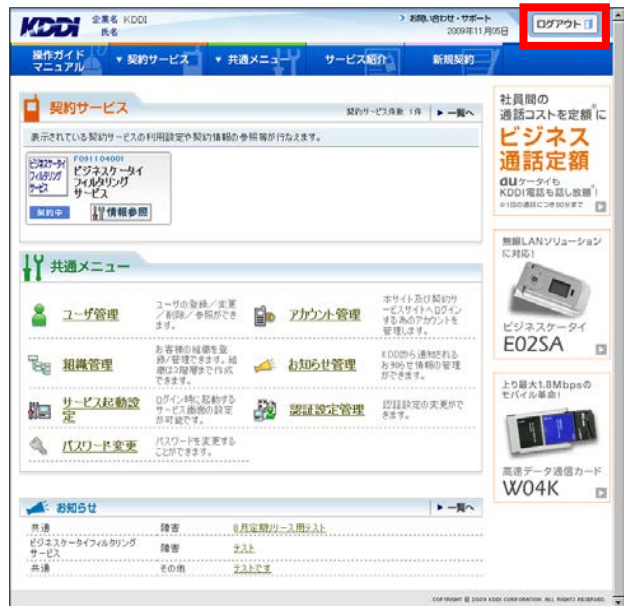 KDDI 企業名 KDDI
氏名
お問い合わせ・サポート
2009年11月05日
ログアウト
操作ガイド
マニュアル
契約サービス
共通メニュー
サービス紹介
新規契約
契約サービス
契約サービス件数 1件
一覧へ
表示されている契約サービスの利用設定や契約情報の参照等が行なえます。
ビジネスケータイ
フィルタリング
サービス
F091104001
ビジネスケータイ
フィルタリング
サービス
契約中
情報参照
共通メニュー
ユーザ管理
ユーザの登録/変更
/削除/参照ができ
ます。
アカウント管理
本サイト及び契約サ
ービスサイトへログイン
する為のアカウントを
管理します。
組織管理
お客様の組織を登
録/管理できます。組
織は3階層まで作成
できます。
お知らせ管理
KDDIから通知される
お知らせ情報の管理
ができます。
サービス起動設
定
ログイン時に起動する
サービス画面の設定
が可能です。
認証設定管理
認証設定の変更がで
きます。
パスワード変更
パスワードを変更する
ことができます。
お知らせ
一覧へ
共通 障害 8月定期リリース用テスト
ビジネスケータイフィルタリング
サービス
障害 テスト
共通 その他 テストです
社員間の
通話コストを定額に
ビジネス
通話定額
auケータイも
KDDI電話も話し放題!
無線LANソリューション
に対応!
ビジネスケータイ
E02SA
上り最大1.8Mbpsの
モバイル革命!
高速データ通信カード
W04K
COPYRIGHT © 2009 KDDI CORPORATION. ALL RIGHTS RESERVED.